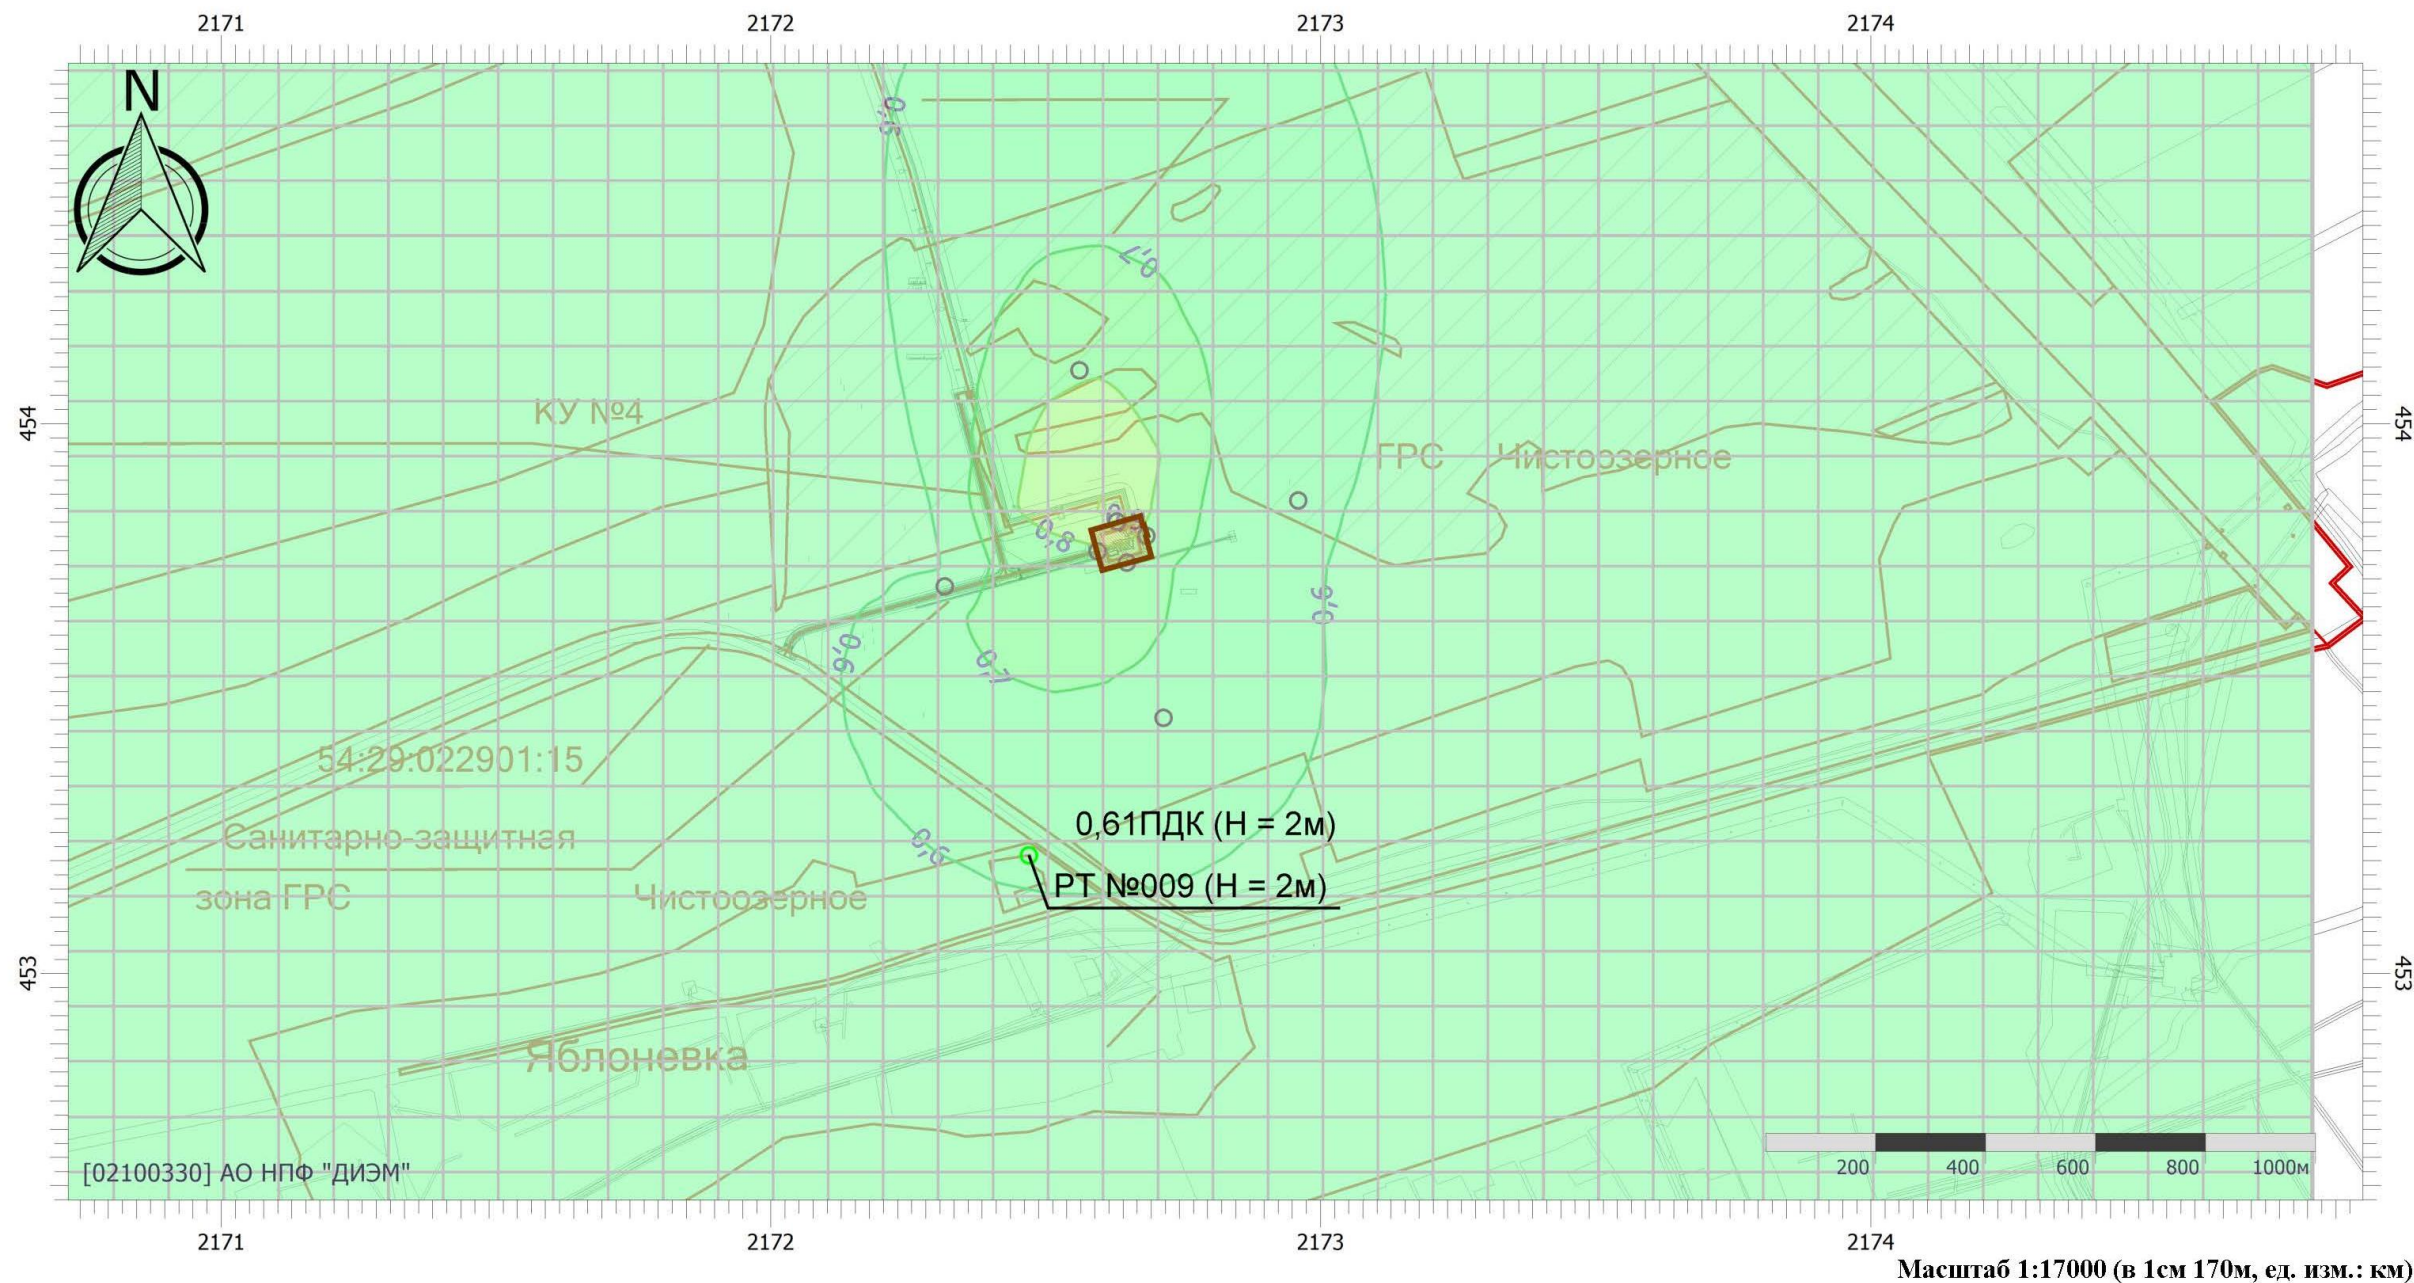 2171 2172 2173 2174
N
0,5
0,7
КУ №4
454
454
ГРС Чистоозерное
0,8
0,6
0,6
0,7
54:29:022901:15
0,61ПДК (Н = 2м)
Санитарно-защитная
0,6
РТ №009 (Н = 2м)
зона ГРС Чистоозерное
453
453
Яблоневка
200 400 600 800 1000м
[02100330] АО НПФ "ДИЭМ"
2171 2172 2173 2174
Масштаб 1:17000 (в 1см 170м, ед. изм.: км)